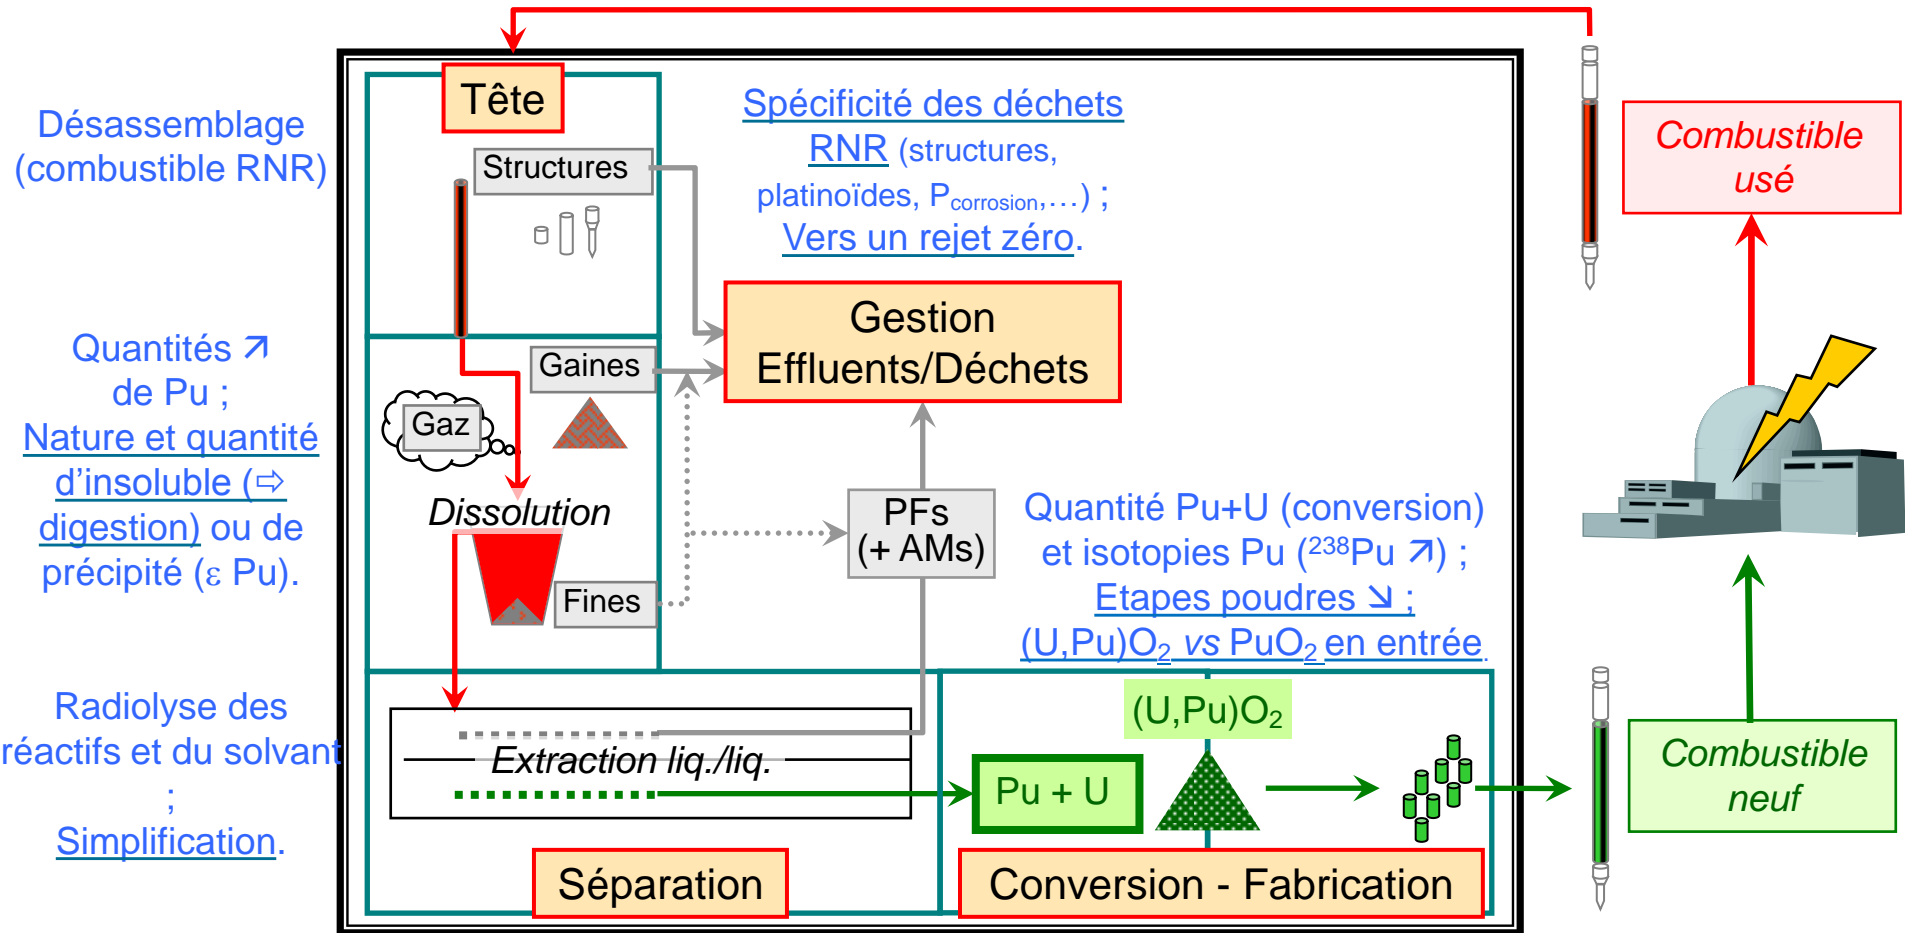 Tête
Désassemblage
(combustible RNR)
Structures
Spécificité des déchets
RNR (structures,
platinoïdes, Pcorrosion,…) ;
Vers un rejet zéro.
Combustible
usé
Quantités ↗
de Pu ;
Nature et quantité
d'insoluble (⇨
digestion) ou de
précipité (ε Pu).
Gaines
Gaz
Gestion
Effluents/Déchets
Dissolution
Fines
PFs
(+ AMs)
Quantité Pu+U (conversion)
et isotopies Pu (²³⁸Pu ↗) ;
Etapes poudres ↘ ;
(U,Pu)O₂ vs PuO₂ en entrée.
Radiolyse des
réactifs et du solvant
;
Simplification.
Extraction liq./liq.
Pu + U
(U,Pu)O₂
Combustible
neuf
Séparation
Conversion - Fabrication